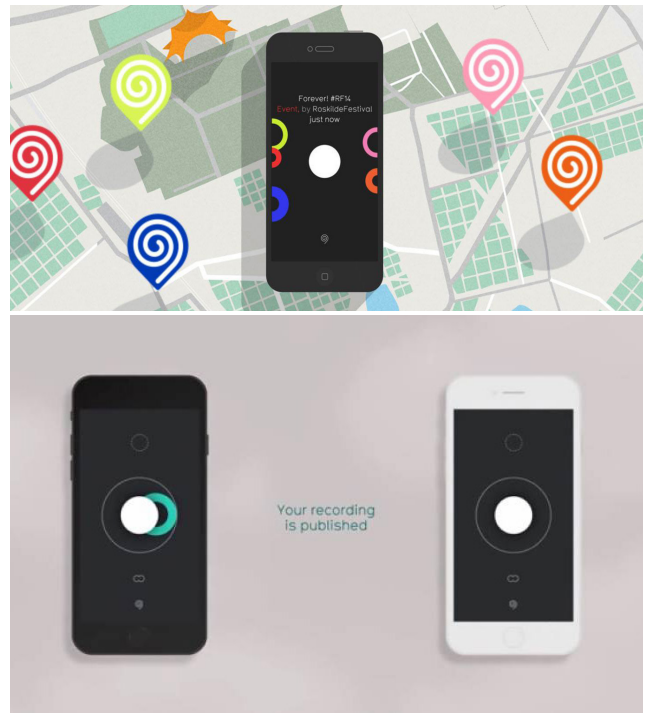 Forever! #RF14
Event, by RoskildeFestival
just now
Your recording
is published